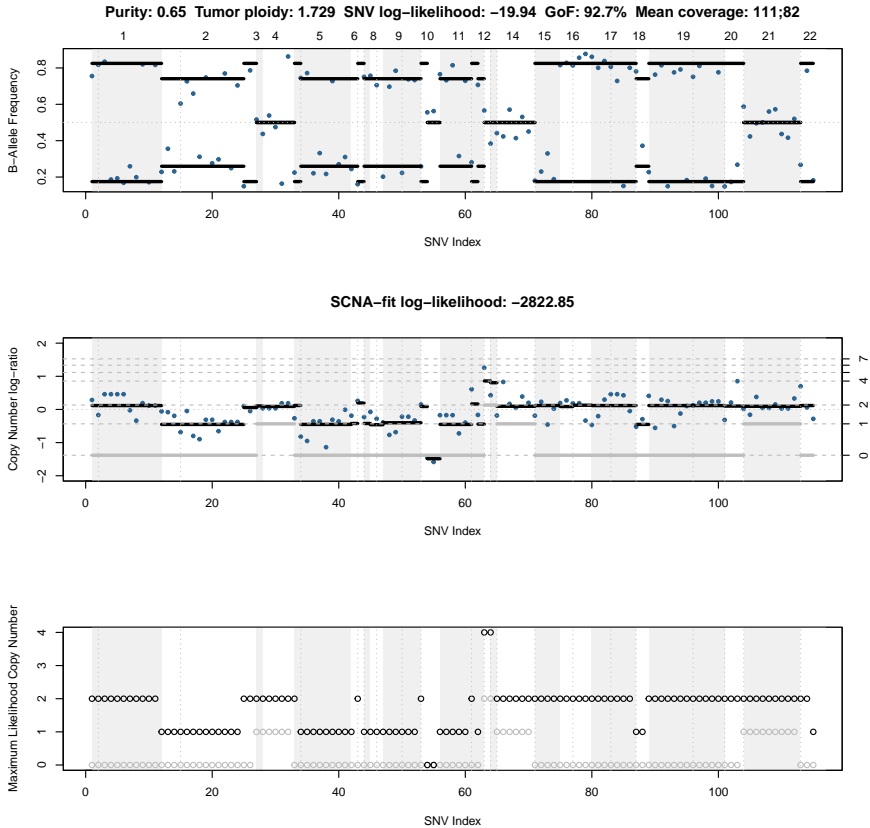 Purity: 0.65 Tumor ploidy: 1.729 SNV log−likelihood: −19.94 GoF: 92.7% Mean coverage: 111;82
1 2 3 4 5 6 8 9 10 11 12 14 15 16 17 18 19 20 21 22
B−Allele Frequency
0.8
0.6
0.4
0.2
0 20 40 60 80 100
SNV Index
SCNA−fit log−likelihood: −2822.85
Copy Number log−ratio
2
1
0
−1
−2
7
4
2
1
0
0 20 40 60 80 100
SNV Index
Maximum Likelihood Copy Number
4
3
2
1
0
0 20 40 60 80 100
SNV Index